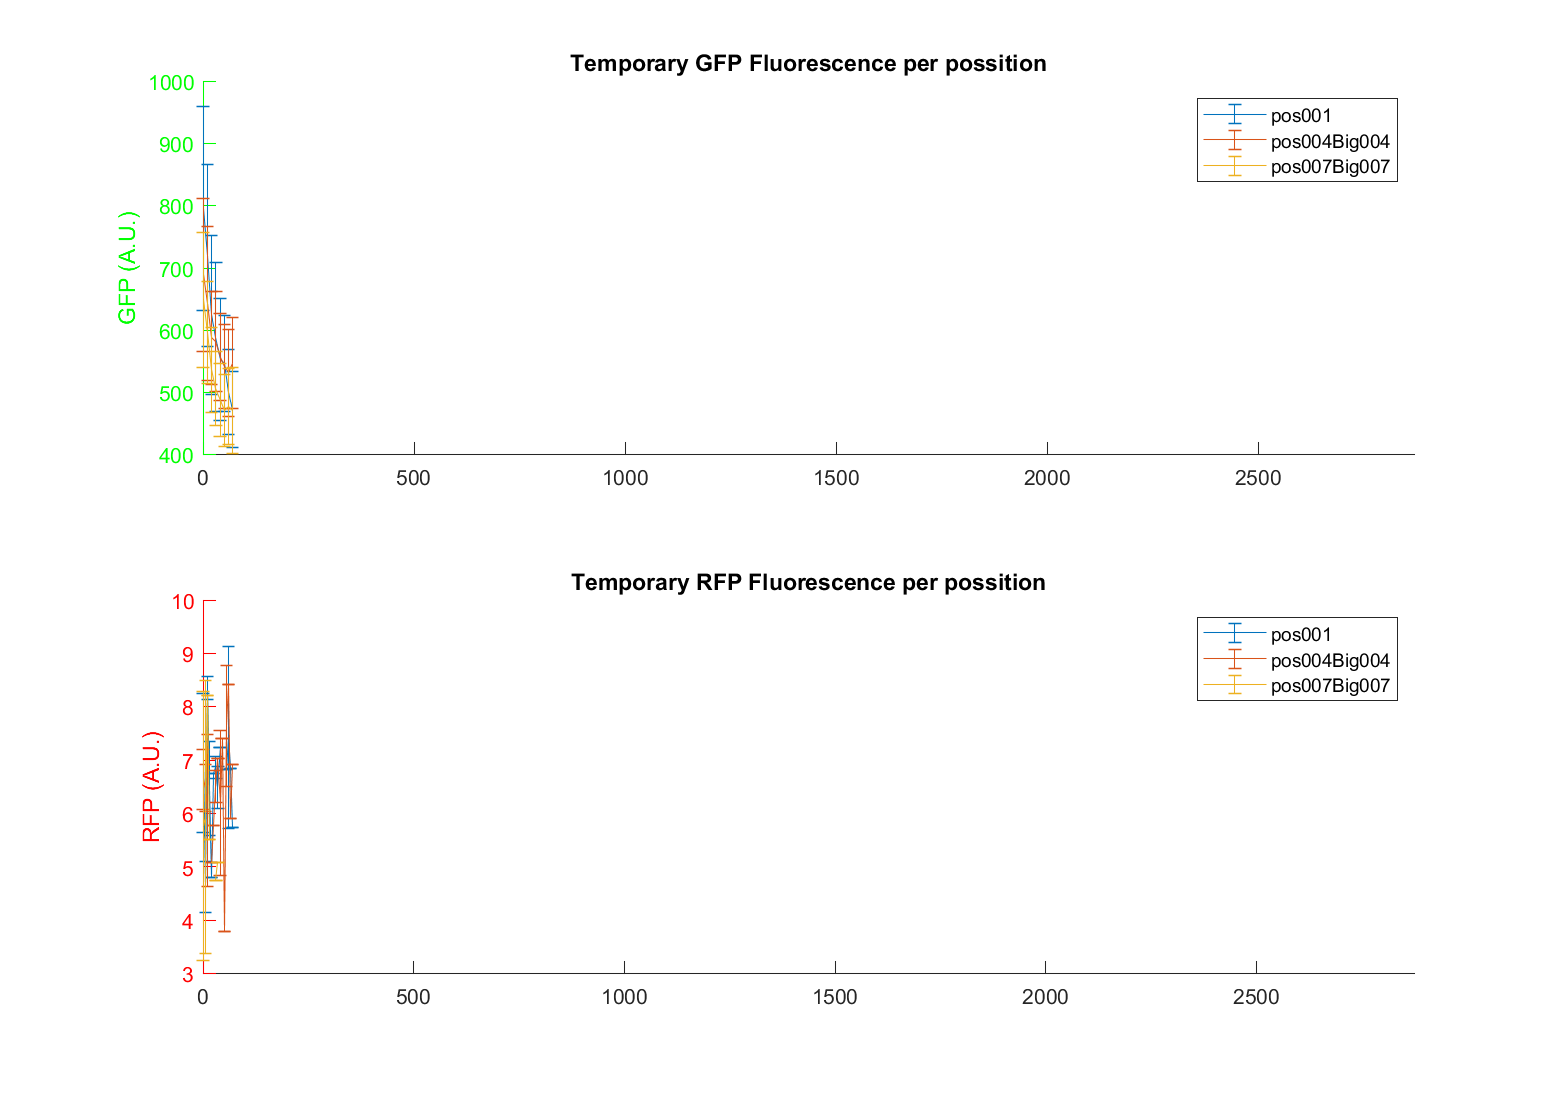 Temporary GFP Fluorescence per possition
1000
900
800
700
600
500
400
GFP (A.U.)
pos001
pos004Big004
pos007Big007
0 500 1000 1500 2000 2500
Temporary RFP Fluorescence per possition
10
9
8
7
6
5
4
3
RFP (A.U.)
pos001
pos004Big004
pos007Big007
0 500 1000 1500 2000 2500